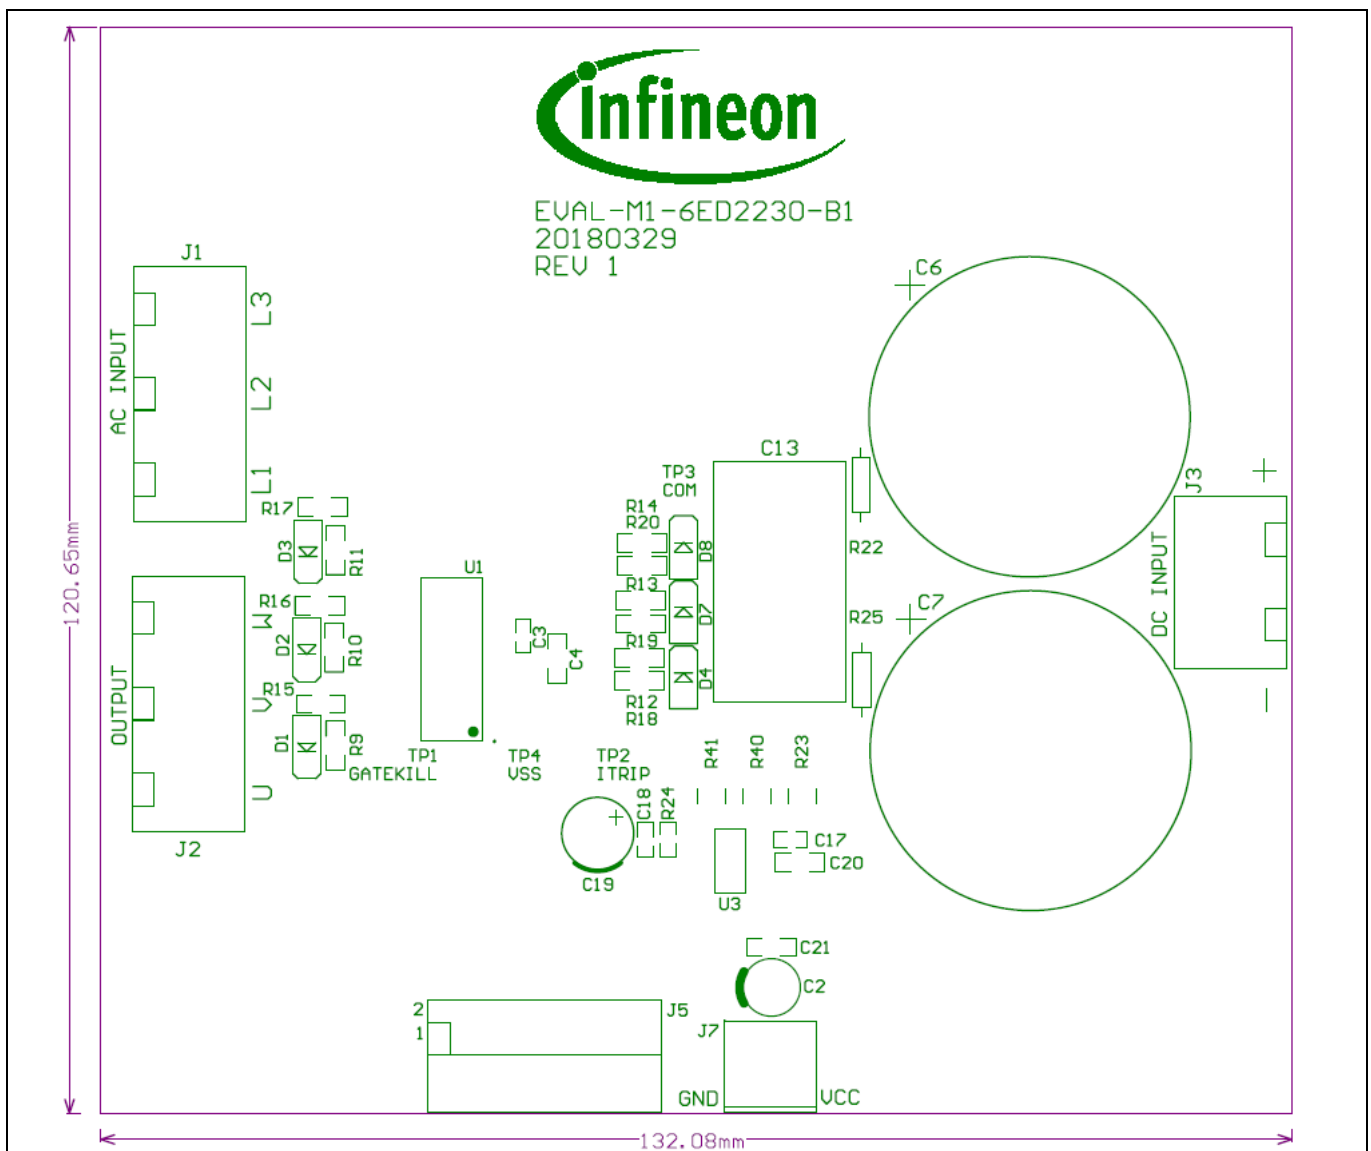 infineon
EVAL-M1-6ED2230-B1
20180329
REV 1
J1
AC INPUT
L3
L2
L1
C6
C13
TP3
COM
J3
DC INPUT
R17
D3
R11
R14
R20
D8
R22
U1
R16
D2
R10
W
C3
C4
R13
D7
R25
C7
R19
D4
OUTPUT
R15
V
D1
R9
R12
R18
TP1
GATEKILL
TP4
VSS
TP2
ITRIP
R41
R40
R23
U
J2
C18
R24
C19
C17
C20
U3
C21
C2
2
1
J5
J7
GND
VCC
120.65mm
132.08mm